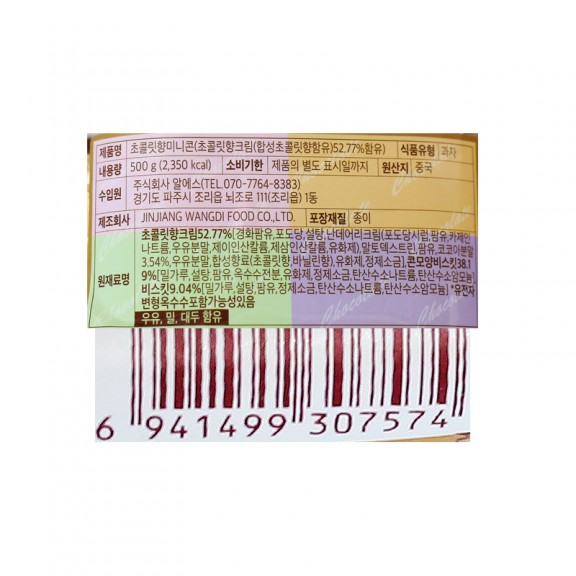 제품명 초콜릿향미니콘(초콜릿향크림(합성초콜릿향함유)52.77%함유) 식품유형 과자
내용량 500 g (2,350 kcal) 소비기한 제품의 별도 표시일까지 원산지 중국
수입원 주식회사 알에스(TEL.070-7764-8383)
경기도 파주시 조리읍 뇌조로 111(조리읍) 1동
제조회사 JINJIANG WANGDI FOOD CO.,LTD. 포장재질 종이
원재료명 초콜릿향크림52.77%(경화팜유,포도당,설탕,난데어리크림(포도당시럽,팜유,카제인
나트륨,우유분말,제이인산칼륨,제삼인산칼륨,유화제),말토덱스트린,팜유,코코아분말
3.54%,우유분말,합성향료(초콜릿향,바닐린향),유화제,정제소금),콘모양비스킷38.1
9%(밀가루,설탕,팜유,옥수수전분,유화제,정제소금,탄산수소나트륨,탄산수소암모늄),
비스킷9.04%(밀가루,설탕,팜유,정제소금,탄산수소나트륨,탄산수소암모늄) *유전자
변형옥수수포함가능성있음
우유, 밀, 대두 함유
6 941499 307574